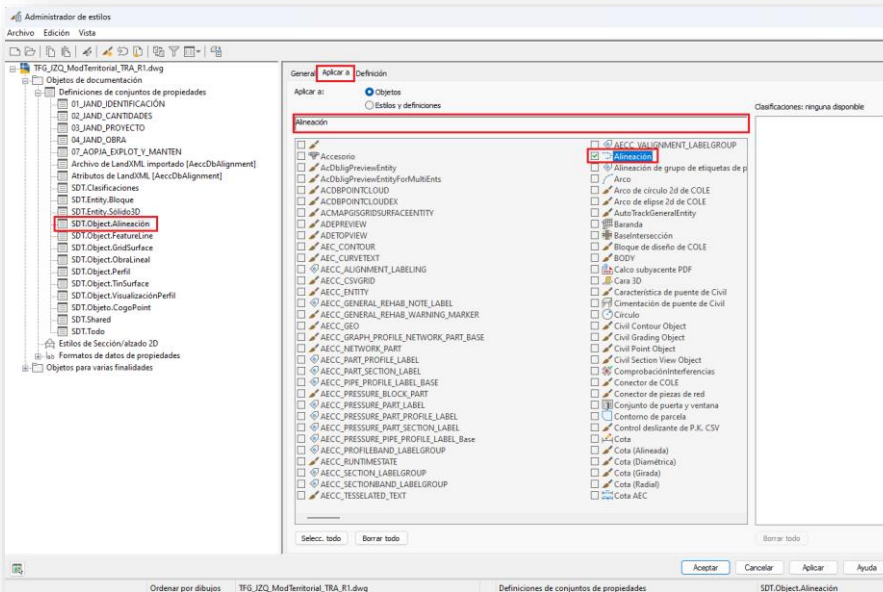 Administrador de estilos
Archivo Edición Vista
TFG_JZQ_ModTerritorial_TRA_R1.dwg
Objetos de documentación
Definiciones de conjuntos de propiedades
01_JAND_IDENTIFICACIÓN
02_JAND_CANTIDADES
03_JAND_PROYECTO
04_JAND_OBRA
07_AOPJA_EXPLOT_Y_MANTEN
Archivo de LandXML importado [AeccDbAlignment]
Atributos de LandXML [AeccDbAlignment]
SDT.Clasificaciones
SDT.Entity.Bloque
SDT.Entity.Sólido3D
SDT.Object.Alineación
SDT.Object.FeatureLine
SDT.Object.GridSurface
SDT.Object.ObraLineal
SDT.Object.Perfil
SDT.Object.TinSurface
SDT.Object.VisualizaciónPerfil
SDT.Objeto.CogoPoint
SDT.Shared
SDT.Todo
Estilos de Sección/alzado 2D
Formatos de datos de propiedades
Objetos para varias finalidades
General Aplicar a Definición
Aplicar a: Objetos
Estilos y definiciones
Clasificaciones: ninguna disponible
Alineación
Accesorio
AcDbJigPreviewEntity
AcDbJigPreviewEntityForMultiEnts
ACDBPOINTCLOUD
ACDBPOINTCLOUDEX
ACMAPGISGRIDSURFACEENTITY
ADEPREVIEW
ADETOPVIEW
AEC_CONTOUR
AEC_CURVETEXT
AECC_ALIGNMENT_LABELING
AECC_CSVGRID
AECC_ENTITY
AECC_GENERAL_REHAB_NOTE_LABEL
AECC_GENERAL_REHAB_WARNING_MARKER
AECC_GEO
AECC_GRAPH_PROFILE_NETWORK_PART_BASE
AECC_NETWORK_PART
AECC_PART_PROFILE_LABEL
AECC_PART_SECTION_LABEL
AECC_PIPE_PROFILE_LABEL_BASE
AECC_PRESSURE_BLOCK_PART
AECC_PRESSURE_PART_LABEL
AECC_PRESSURE_PART_PROFILE_LABEL
AECC_PRESSURE_PART_SECTION_LABEL
AECC_PRESSURE_PIPE_PROFILE_LABEL_Base
AECC_PROFILEBAND_LABELGROUP
AECC_RUNTIMESTATE
AECC_SECTION_LABELGROUP
AECC_SECTIONBAND_LABELGROUP
AECC_TESSELATED_TEXT
AECC_VALIGNMENT_LABELGROUP
Alineación
Alineación de grupo de etiquetas de p
Arco
Arco de círculo 2d de COLE
Arco de elipse 2d de COLE
AutoTrackGeneralEntity
Baranda
BaseIntersección
Bloque de diseño de COLE
BODY
Calco subyacente PDF
Cara 3D
Característica de puente de Civil
Cimentación de puente de Civil
Círculo
Civil Contour Object
Civil Grading Object
Civil Point Object
Civil Section View Object
ComprobaciónInterferencias
Conector de COLE
Conector de piezas de red
Conjunto de puerta y ventana
Contorno de parcela
Control deslizante de P.K. CSV
Cota
Cota (Alineada)
Cota (Diamétrica)
Cota (Girada)
Cota (Radial)
Cota AEC
Selecc. todo Borrar todo Borrar todo
Aceptar Cancelar Aplicar Ayuda
Ordenar por dibujos TFG_JZQ_ModTerritorial_TRA_R1.dwg Definiciones de conjuntos de propiedades SDT.Object.Alineación